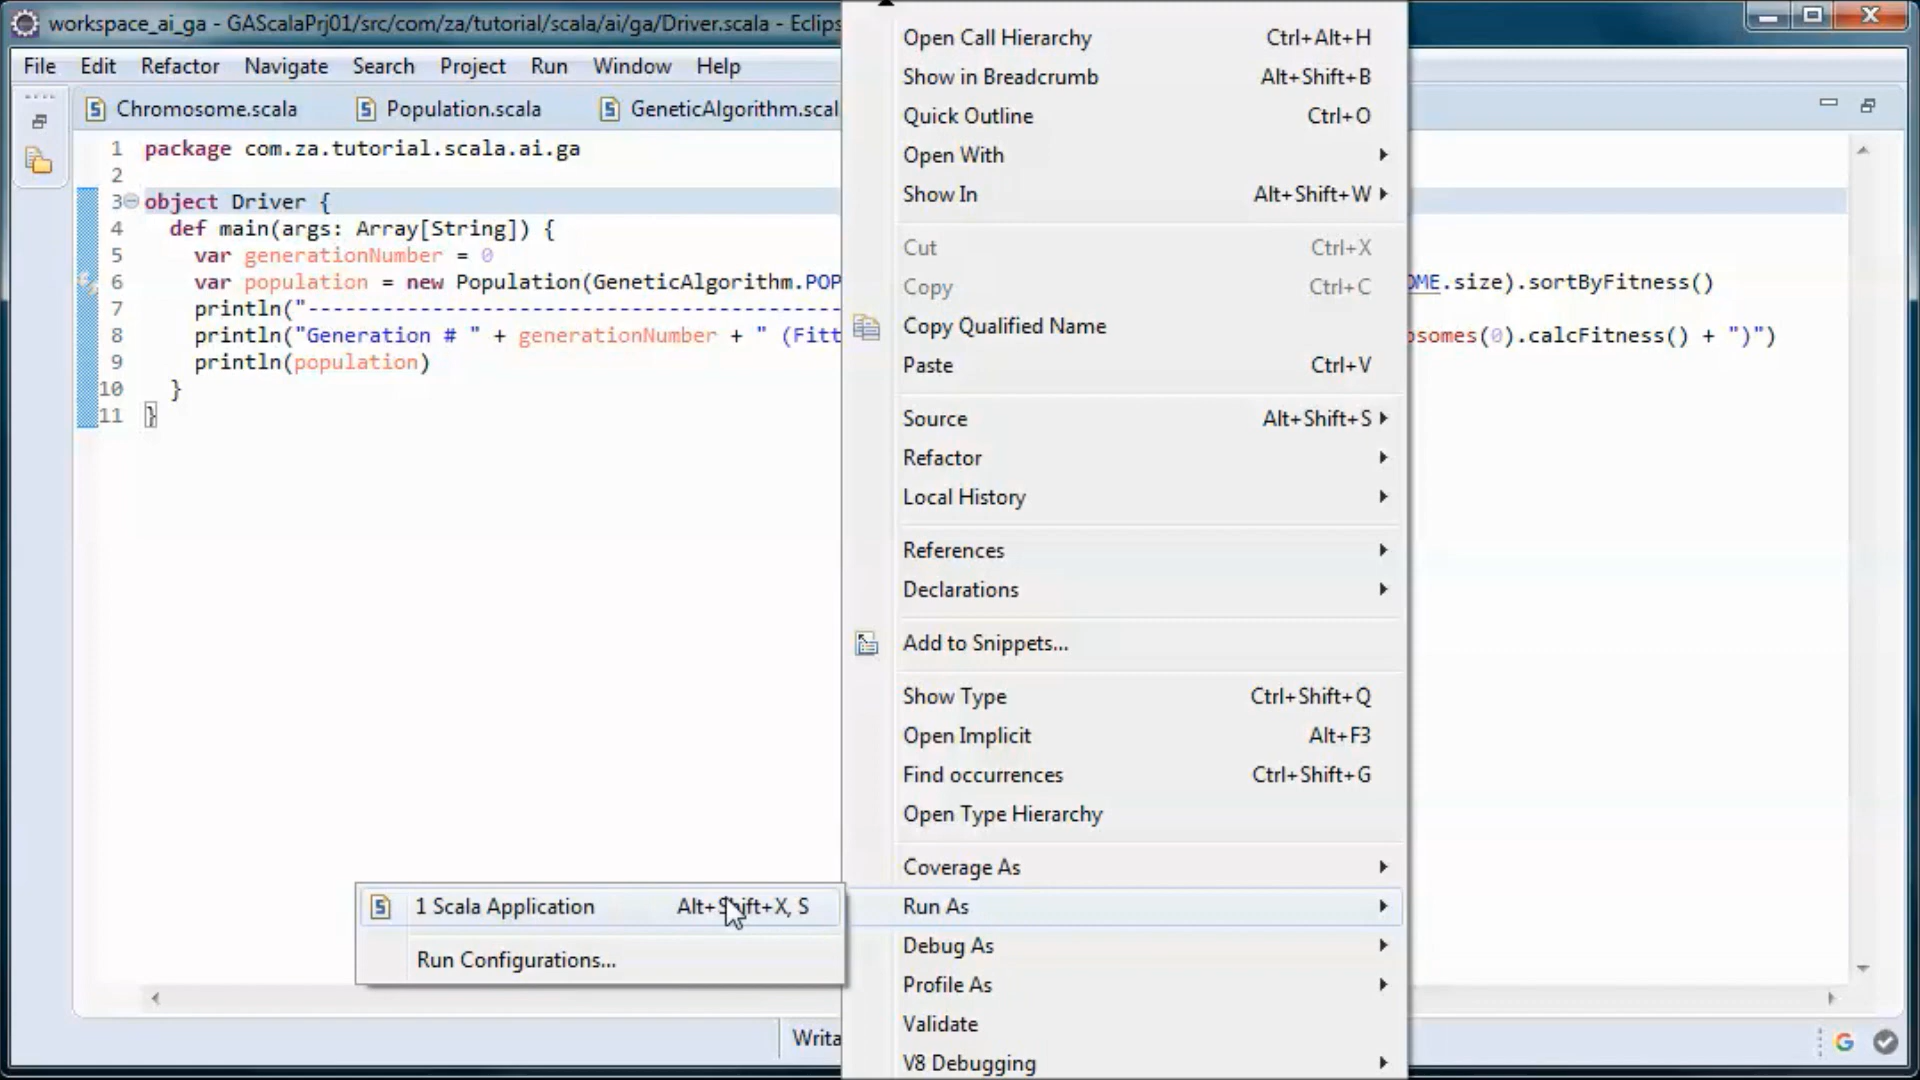 workspace_ai_ga - GAScalaPrj01/src/com/za/tutorial/scala/ai/ga/Driver.scala - Eclips
File Edit Refactor Navigate Search Project Run Window Help
Chromosome.scala Population.scala GeneticAlgorithm.scal
1 package com.za.tutorial.scala.ai.ga
2
3 object Driver {
4 def main(args: Array[String]) {
5 var generationNumber = 0
6 var population = new Population(GeneticAlgorithm.POP OME.size).sortByFitness()
7 println("-------------------------------------------
8 println("Generation # " + generationNumber + " (Fitt osomes(0).calcFitness() + ")")
9 println(population)
10 }
11 }
Open Call Hierarchy Ctrl+Alt+H
Show in Breadcrumb Alt+Shift+B
Quick Outline Ctrl+O
Open With
Show In Alt+Shift+W
Cut Ctrl+X
Copy Ctrl+C
Copy Qualified Name
Paste Ctrl+V
Source Alt+Shift+S
Refactor
Local History
References
Declarations
Add to Snippets...
Show Type Ctrl+Shift+Q
Open Implicit Alt+F3
Find occurrences Ctrl+Shift+G
Open Type Hierarchy
Coverage As
Run As
Debug As
Profile As
Validate
V8 Debugging
1 Scala Application Alt+Shift+X, S
Run Configurations...
Writa